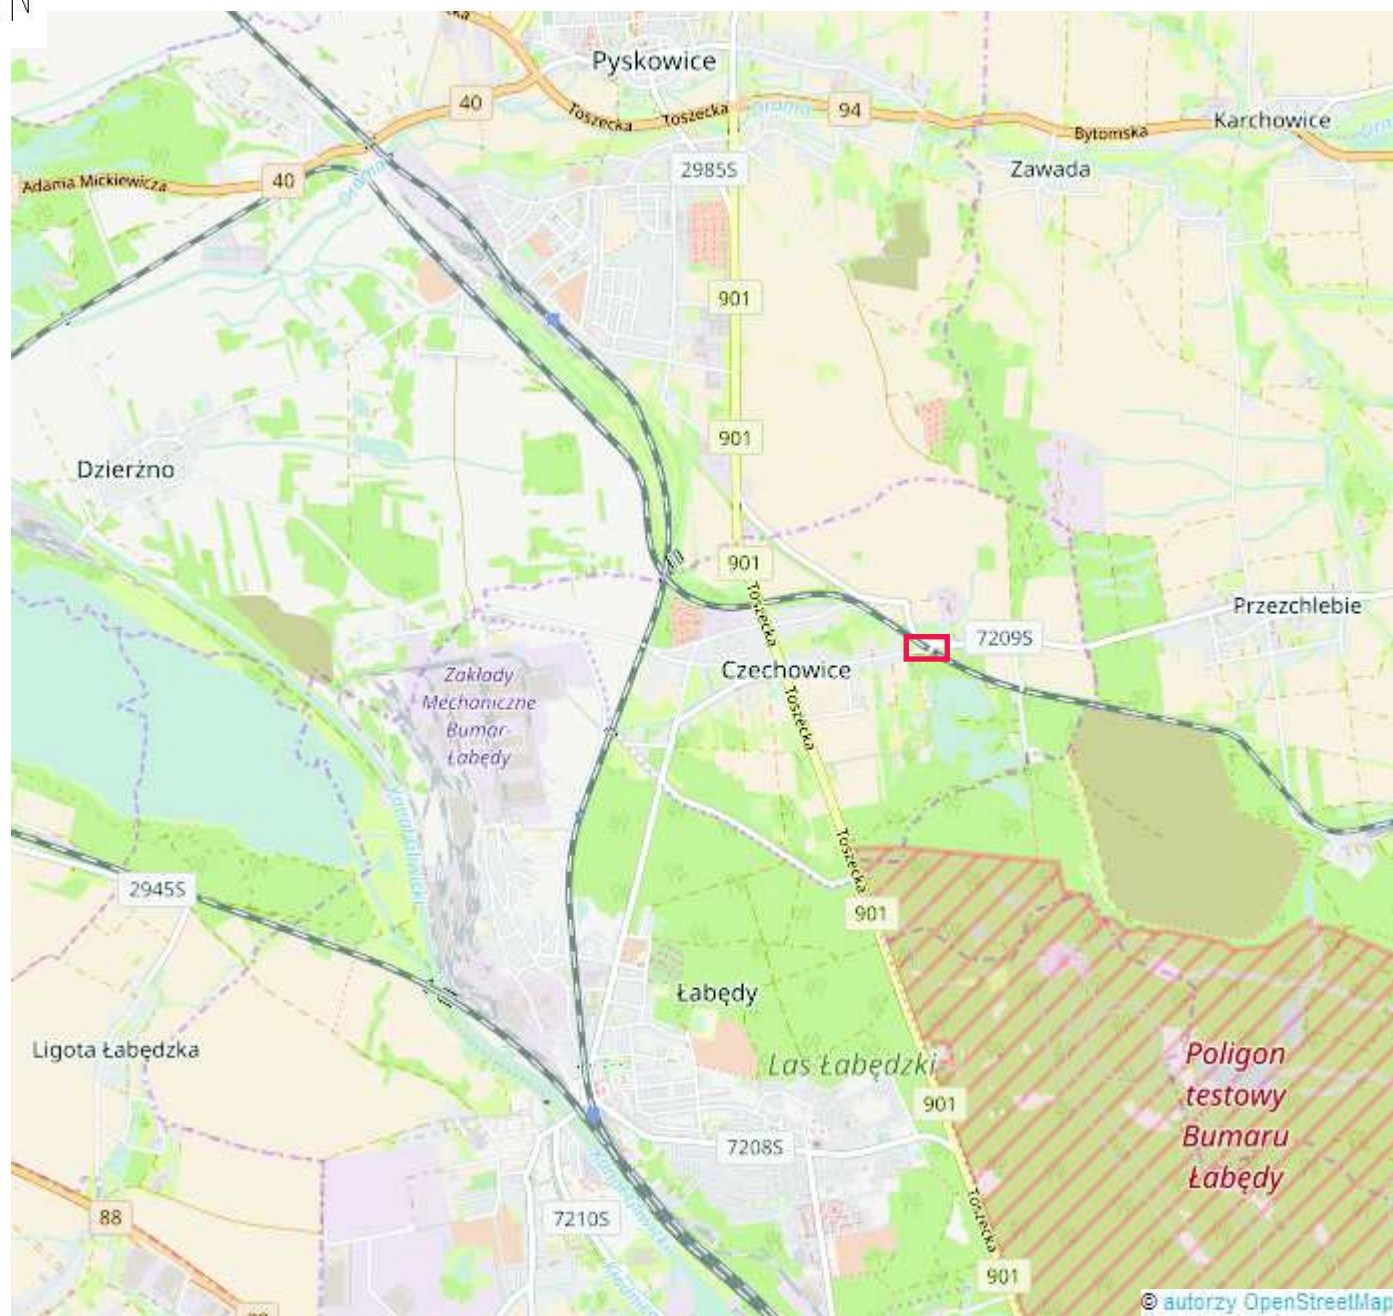 N
Pyskowice
40
Toszecka
Toszecka
94
Drama
Bytomska
Karchowice
2985S
Zawada
Adama Mickiewicza
40
Drama
901
901
Dzierżno
901
Przezchlebie
Toszecka
7209S
Czechowice
Zakłady
Mechaniczne
Bumar-
Łabędy
Toszecka
Toszecka
2945S
901
Łabędy
Ligota Łabędzka
Las Łabędzki
Poligon
testowy
Bumaru
Łabędy
901
7208S
88
7210S
Toszecka
901
© autorzy OpenStreetMap